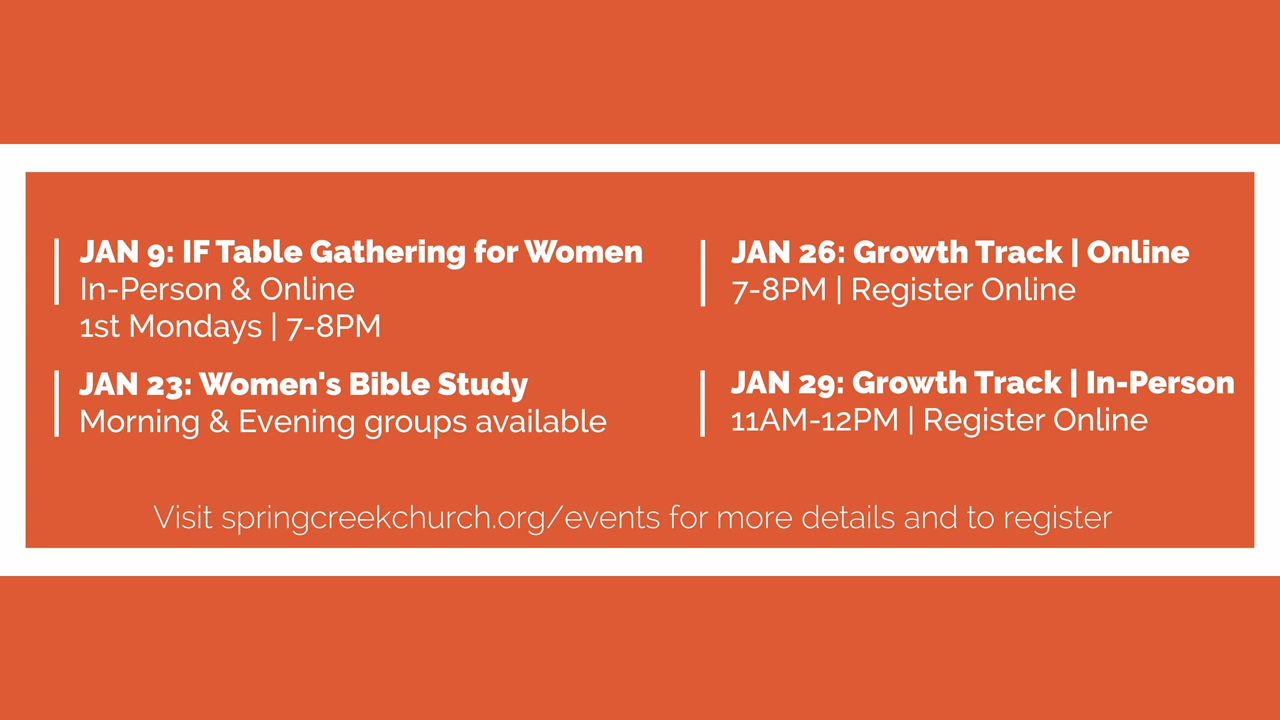 JAN 9: IF Table Gathering for Women
In-Person & Online
1st Mondays | 7-8PM
JAN 23: Women's Bible Study
Morning & Evening groups available
JAN 26: Growth Track | Online
7-8PM | Register Online
JAN 29: Growth Track | In-Person
11AM-12PM | Register Online
Visit springcreekchurch.org/events for more details and to register